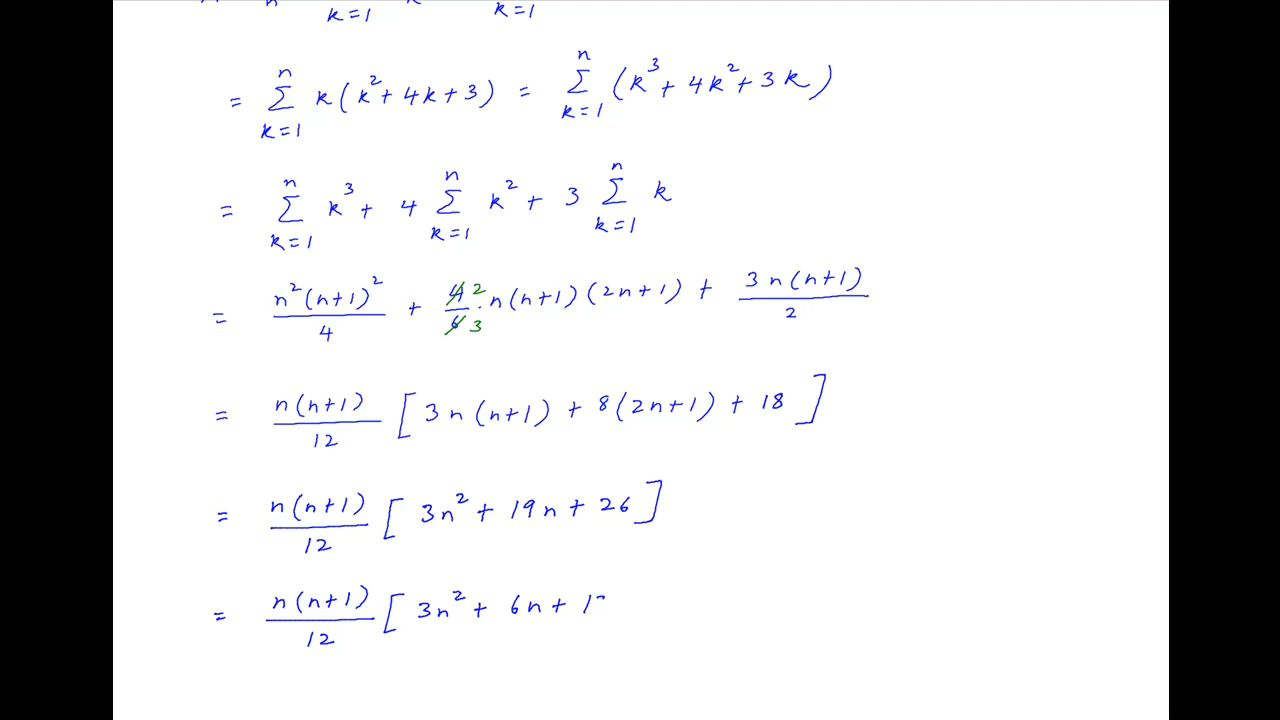 k=1 k=1
= Σ_{k=1}^{n} k(k² + 4k + 3) = Σ_{k=1}^{n} (k³ + 4k² + 3k)
= Σ_{k=1}^{n} k³ + 4 Σ_{k=1}^{n} k² + 3 Σ_{k=1}^{n} k
= n²(n+1)²/4 + 4 2/6 3 · n(n+1)(2n+1) + 3n(n+1)/2
= n(n+1)/12 [3n(n+1) + 8(2n+1) + 18]
= n(n+1)/12 [3n² + 19n + 26]
= n(n+1)/12 [3n² + 6n + 1